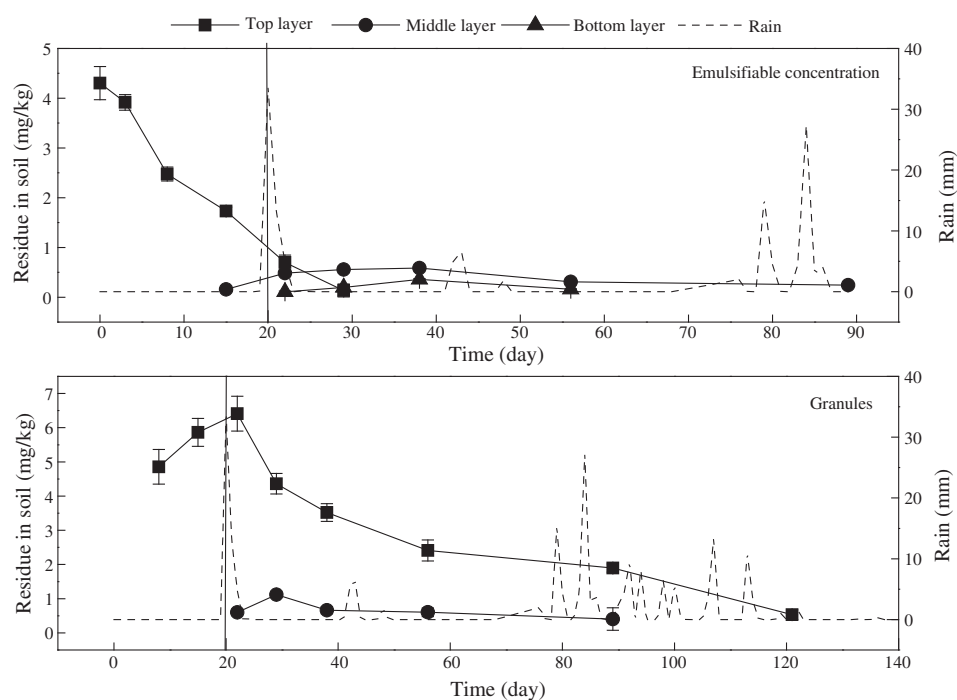 Top layer Middle layer Bottom layer Rain
Emulsifiable concentration
Residue in soil (mg/kg)
5
4
3
2
1
0
40
30
20
10
0
Rain (mm)
0 10 20 30 40 50 60 70 80 90
Time (day)
Granules
Residue in soil (mg/kg)
7
6
5
4
3
2
1
0
40
30
20
10
0
Rain (mm)
0 20 40 60 80 100 120 140
Time (day)